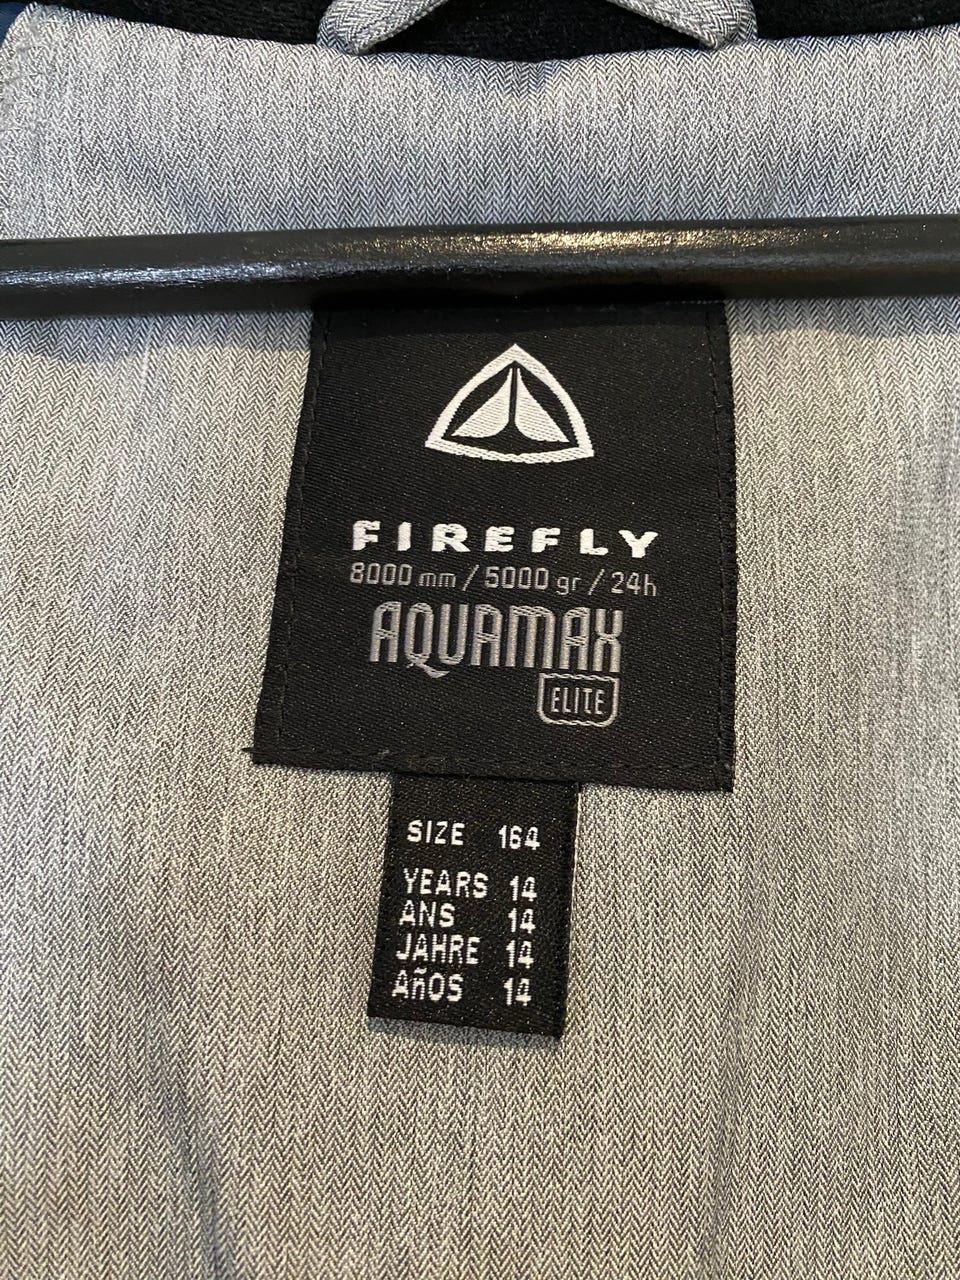 FIREFLY
8000 mm / 5000 gr / 24h
AQUAMAX
ELITE
SIZE 164
YEARS 14
ANS 14
JAHRE 14
AñOS 14